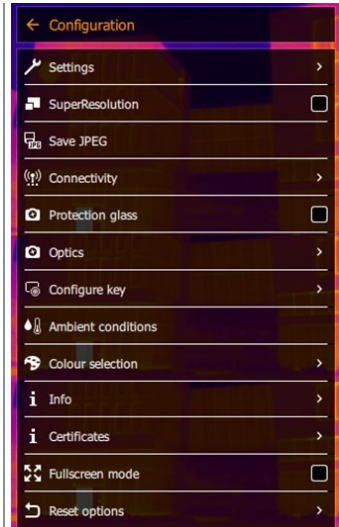 Configuration
Settings
SuperResolution
JPG
Save JPEG
Connectivity
Protection glass
Optics
Configure key
Ambient conditions
Colour selection
Info
Certificates
Fullscreen mode
Reset options